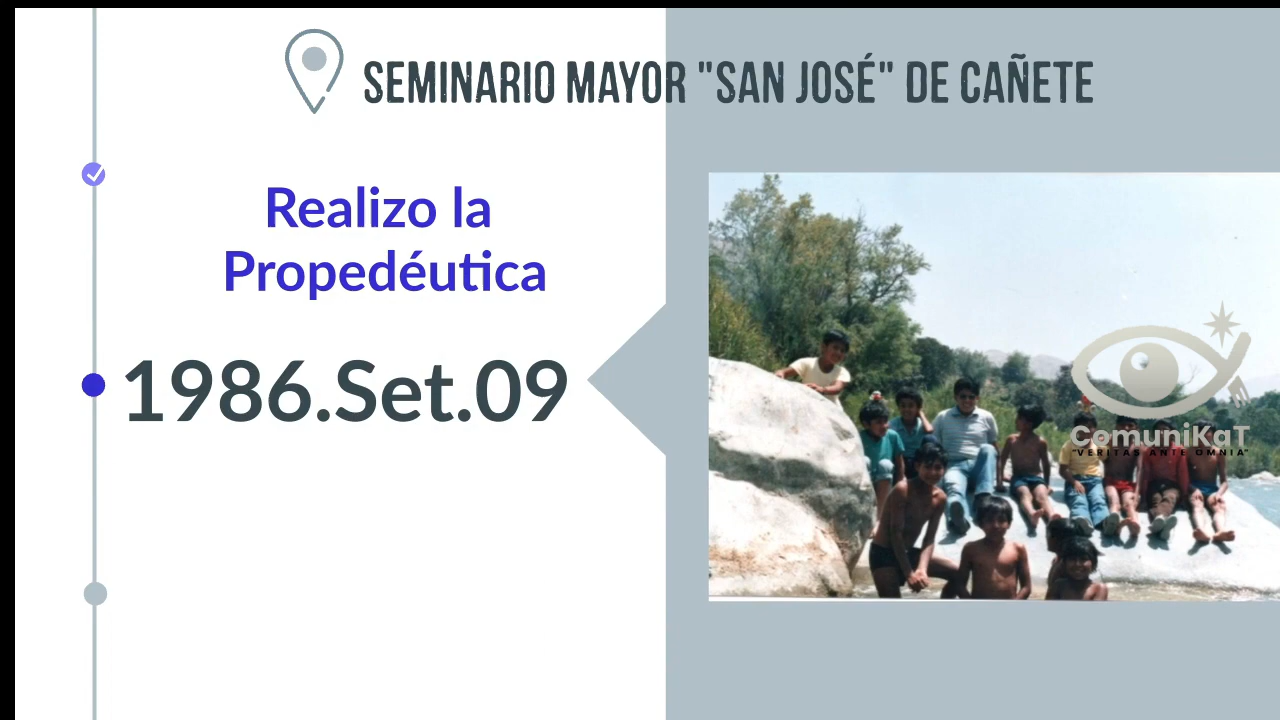 SEMINARIO MAYOR "SAN JOSÉ" DE CAÑETE
Realizo la
Propedéutica
1986.Set.09
ComuniKaT
"VERITAS ANTE OMNIA"